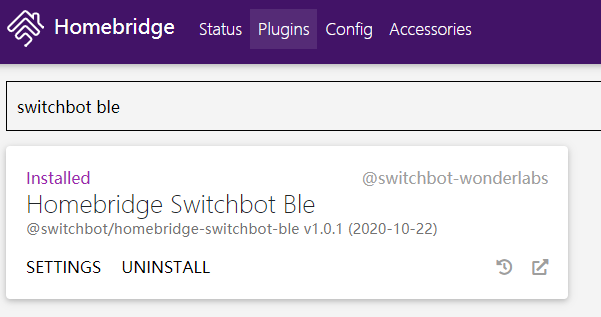 Homebridge Status Plugins Config Accessories
switchbot ble
Installed @switchbot-wonderlabs
Homebridge Switchbot Ble
@switchbot/homebridge-switchbot-ble v1.0.1 (2020-10-22)
SETTINGS UNINSTALL